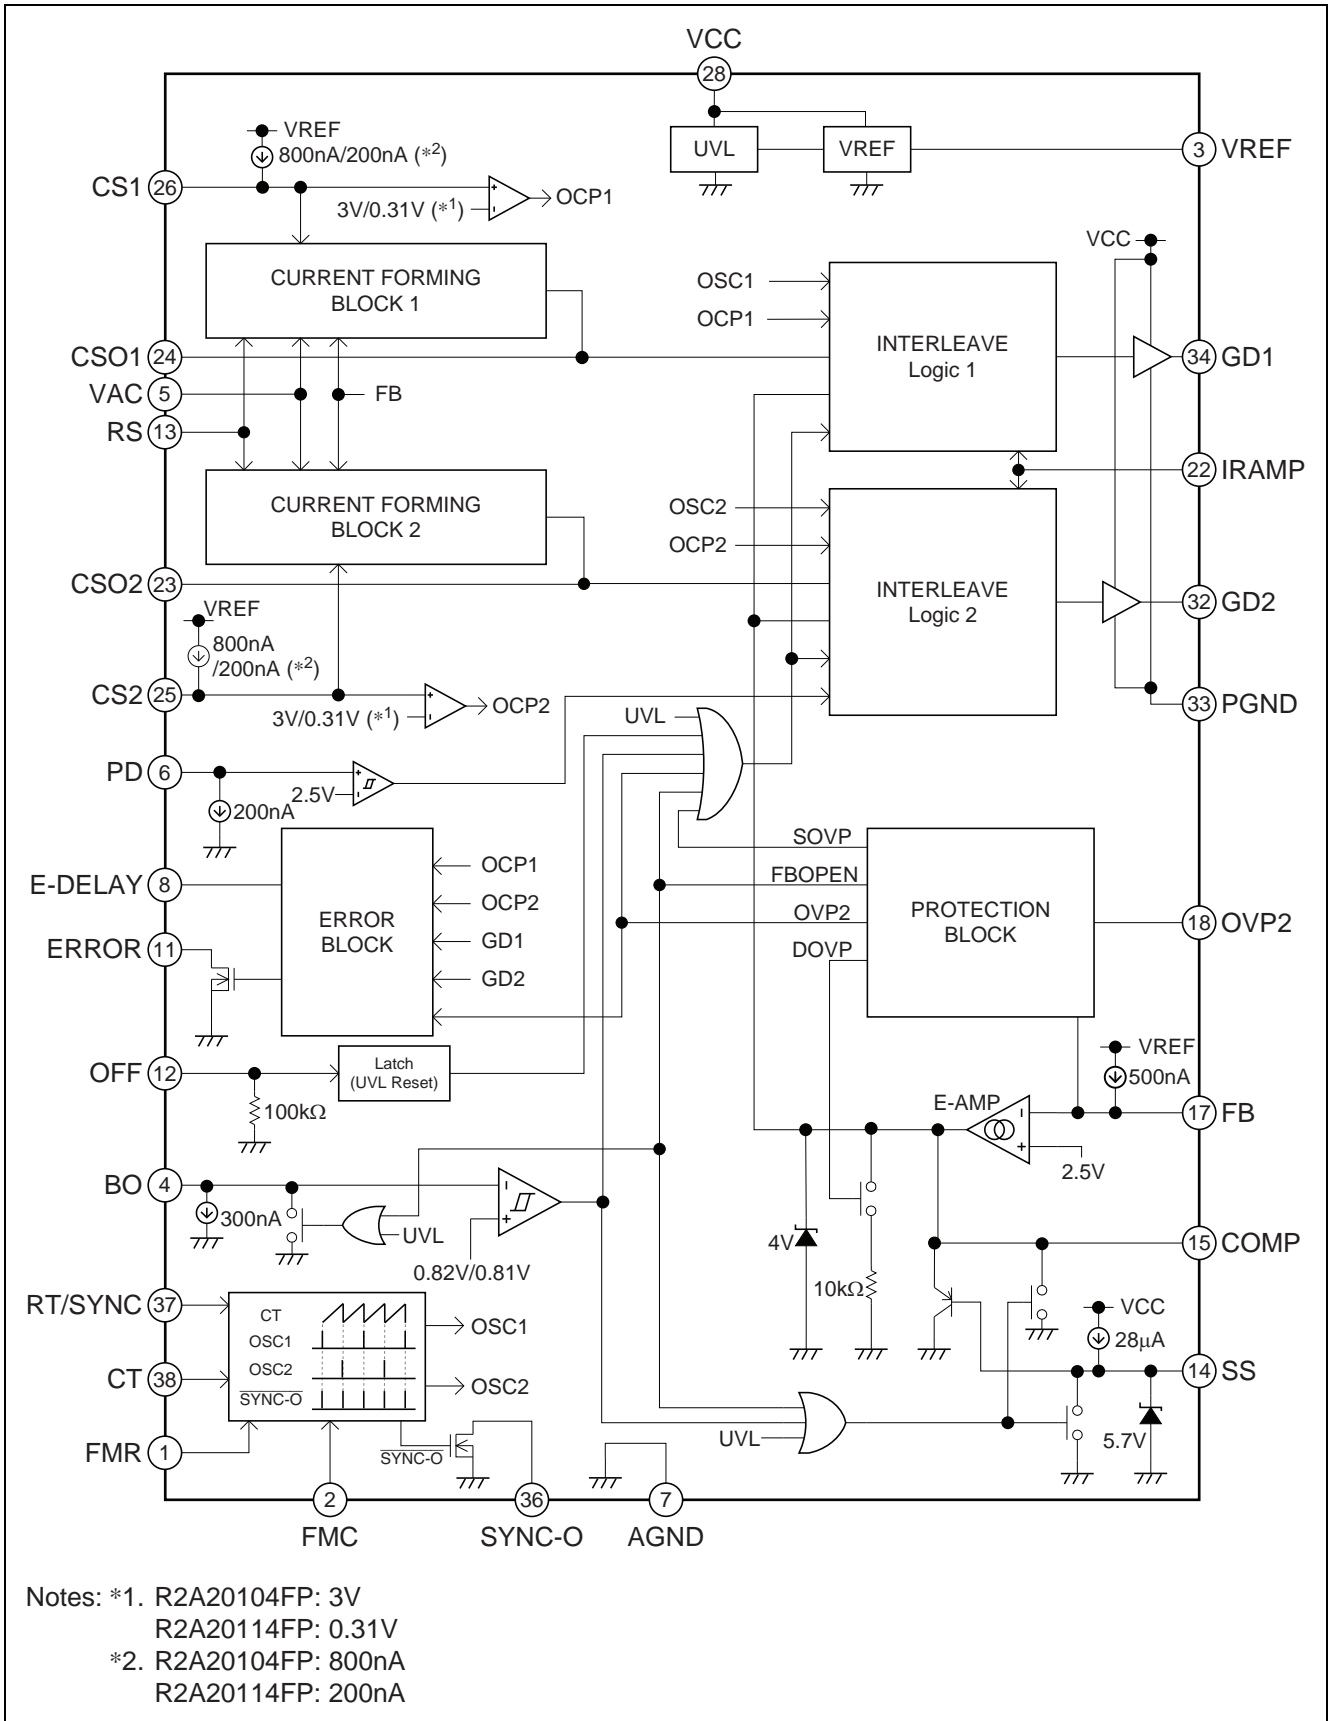 VCC
28
VREF
800nA/200nA (*2)
UVL
VREF
3
VREF
CS1
26
3V/0.31V (*1)
OCP1
+
-
VCC
CURRENT FORMING
BLOCK 1
OSC1
OCP1
INTERLEAVE
Logic 1
CSO1
24
34
GD1
VAC
5
FB
RS
13
22
IRAMP
CURRENT FORMING
BLOCK 2
OSC2
OCP2
CSO2
23
INTERLEAVE
Logic 2
32
GD2
VREF
800nA
/200nA (*2)
CS2
25
+
-
3V/0.31V (*1)
OCP2
33
PGND
UVL
PD
6
+
-
2.5V
200nA
SOVP
FBOPEN
OVP2
DOVP
PROTECTION
BLOCK
18
OVP2
E-DELAY
8
ERROR
BLOCK
OCP1
OCP2
GD1
GD2
ERROR
11
OFF
12
Latch
(UVL Reset)
100kΩ
VREF
500nA
E-AMP
-
+
17
FB
2.5V
BO
4
300nA
UVL
-
+
0.82V/0.81V
4V
10kΩ
15
COMP
RT/SYNC
37
CT
OSC1
OSC2
SYNC-O
OSC1
OSC2
VCC
28μA
14
SS
CT
38
UVL
5.7V
FMR
1
SYNC-O
2
FMC
36
SYNC-O
7
AGND
Notes: *1. R2A20104FP: 3V
R2A20114FP: 0.31V
*2. R2A20104FP: 800nA
R2A20114FP: 200nA